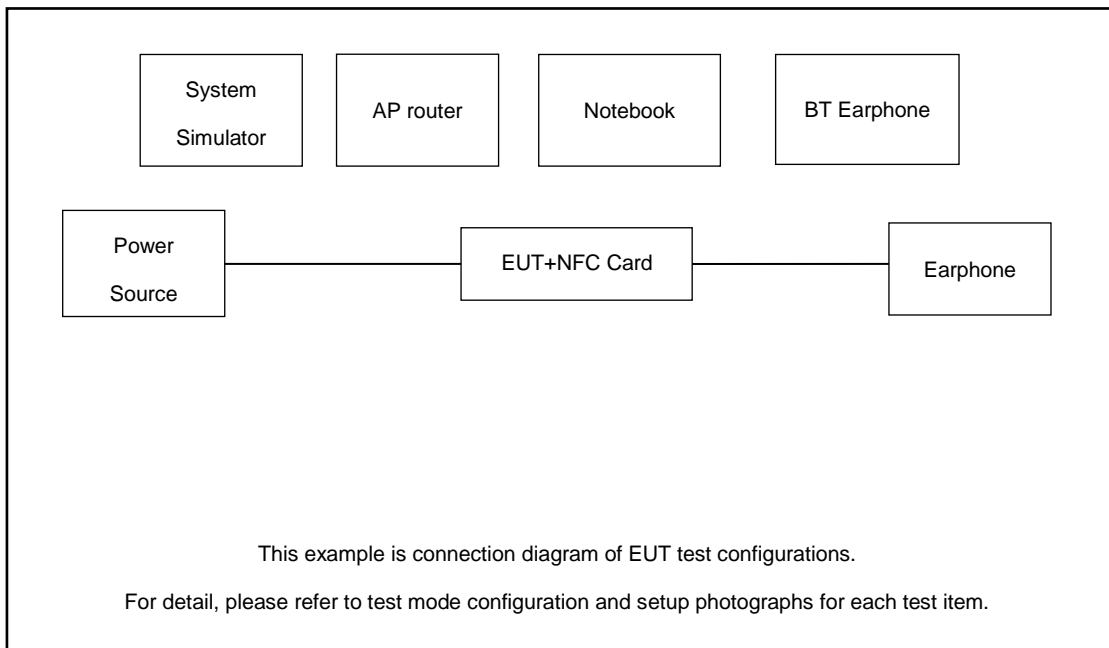 System
Simulator
AP router
Notebook
BT Earphone
Power
Source
EUT+NFC Card
Earphone
This example is connection diagram of EUT test configurations.
For detail, please refer to test mode configuration and setup photographs for each test item.